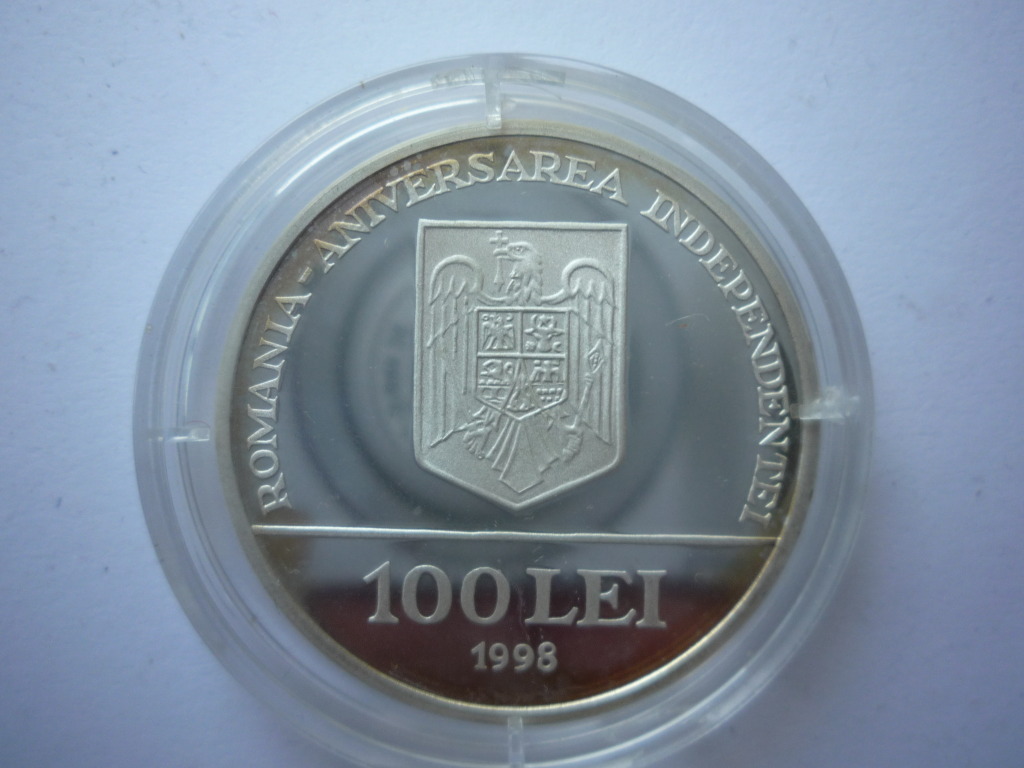 ROMANIA - ANIVERSAREA INDEPENDENTEI
100 LEI
1998